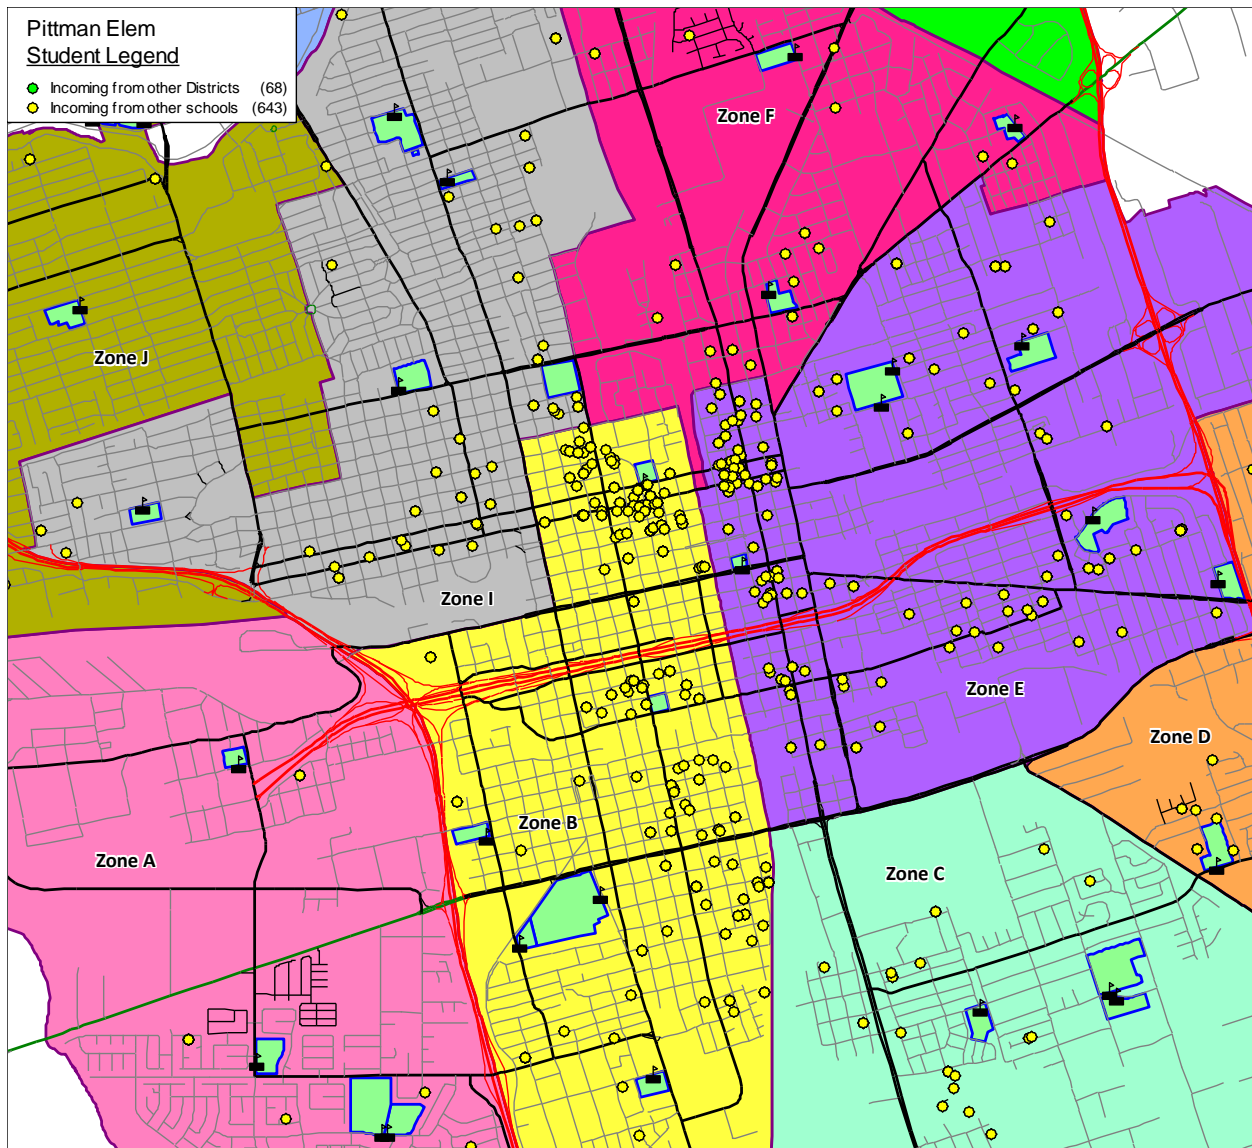 Pittman Elem
Student Legend
Incoming from other Districts (68)
Incoming from other schools (643)
Zone F
Zone J
Zone I
Zone E
Zone D
Zone B
Zone A
Zone C